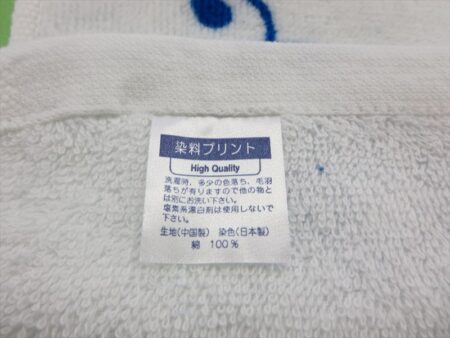 染料プリント
High Quality
洗濯時、多少の色落ち、毛羽
落ちが有りますので他の物と
は別にお洗い下さい。
塩素系漂白剤は使用しないで
下さい。
生地(中国製) 染色(日本製)
綿 100%